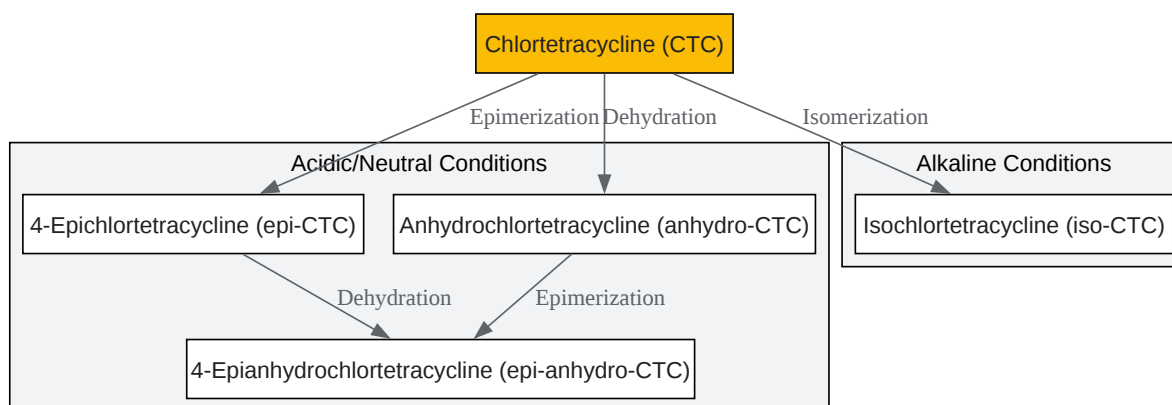 Chlortetracycline (CTC)
Epimerization
Dehydration
Isomerization
Acidic/Neutral Conditions
Alkaline Conditions
4-Epichlortetracycline (epi-CTC)
Anhydrochlortetracycline (anhydro-CTC)
Isochlortetracycline (iso-CTC)
Dehydration
Epimerization
4-Epianhydrochlortetracycline (epi-anhydro-CTC)